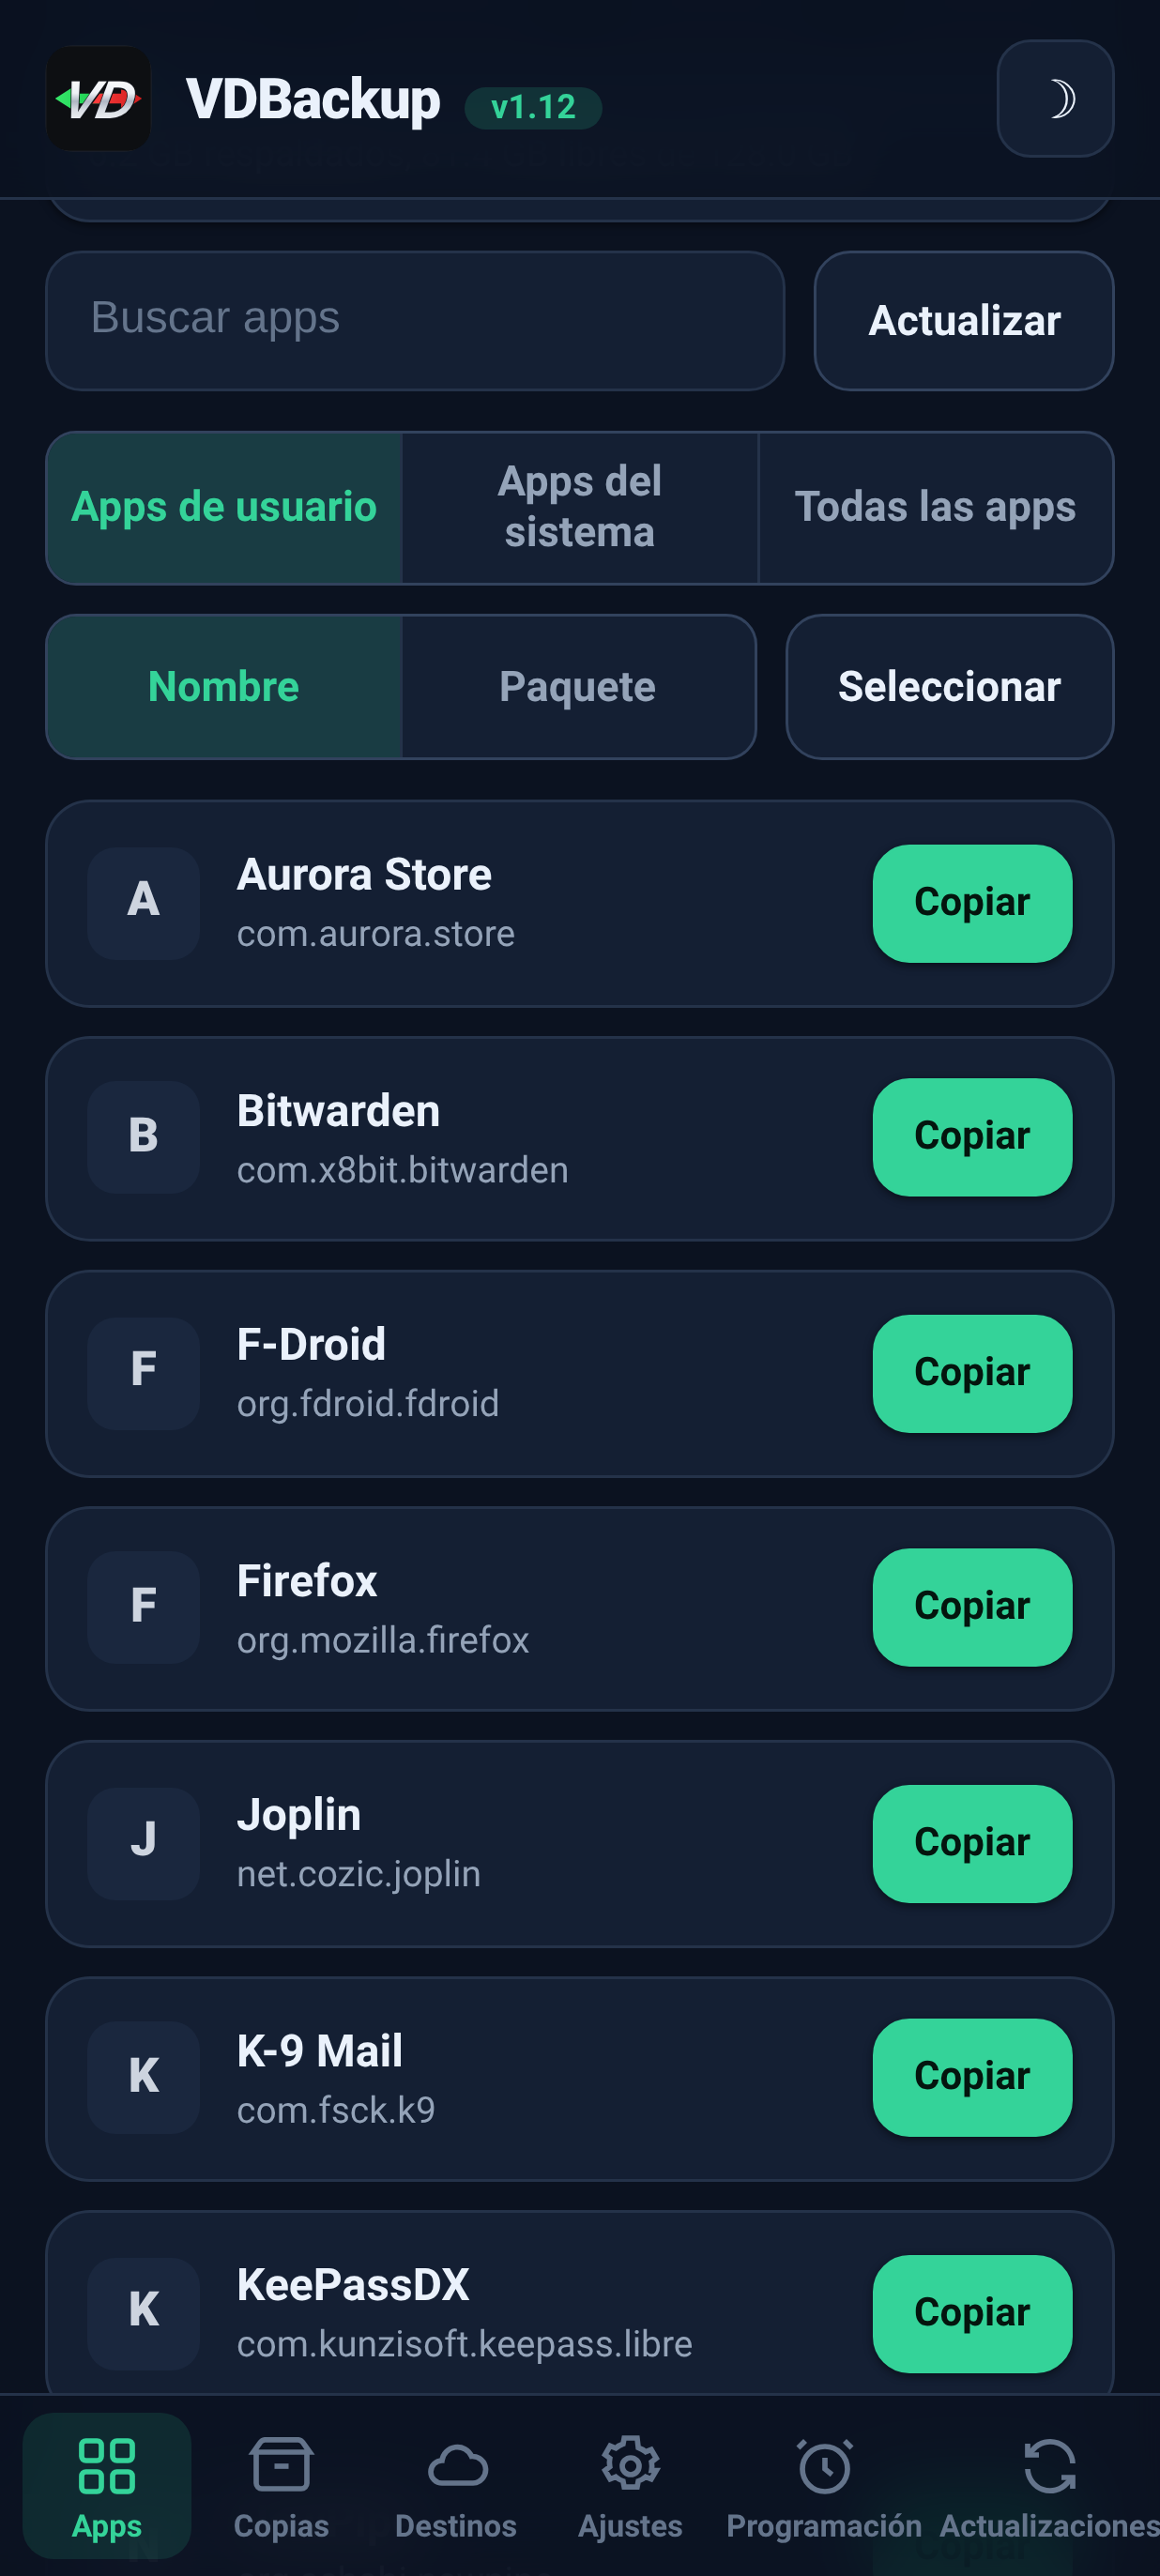 VD
VDBackup v1.12
Buscar apps
Actualizar
Apps de usuario
Apps del
sistema
Todas las apps
Nombre
Paquete
Seleccionar
A
Aurora Store
com.aurora.store
Copiar
B
Bitwarden
com.x8bit.bitwarden
Copiar
F
F-Droid
org.fdroid.fdroid
Copiar
F
Firefox
org.mozilla.firefox
Copiar
J
Joplin
net.cozic.joplin
Copiar
K
K-9 Mail
com.fsck.k9
Copiar
K
KeePassDX
com.kunzisoft.keepass.libre
Copiar
Apps
Copias
Destinos
Ajustes
Programación
Actualizaciones